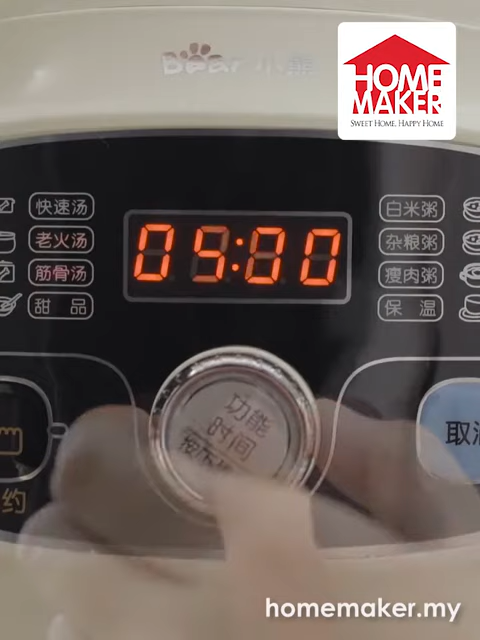 Bear 小熊
HOME
MAKER
SWEET HOME, HAPPY HOME
快速汤
老火汤
筋骨汤
甜 品
05:00
白米粥
杂粮粥
瘦肉粥
保 温
功能
时间
按下
取
约
homemaker.my